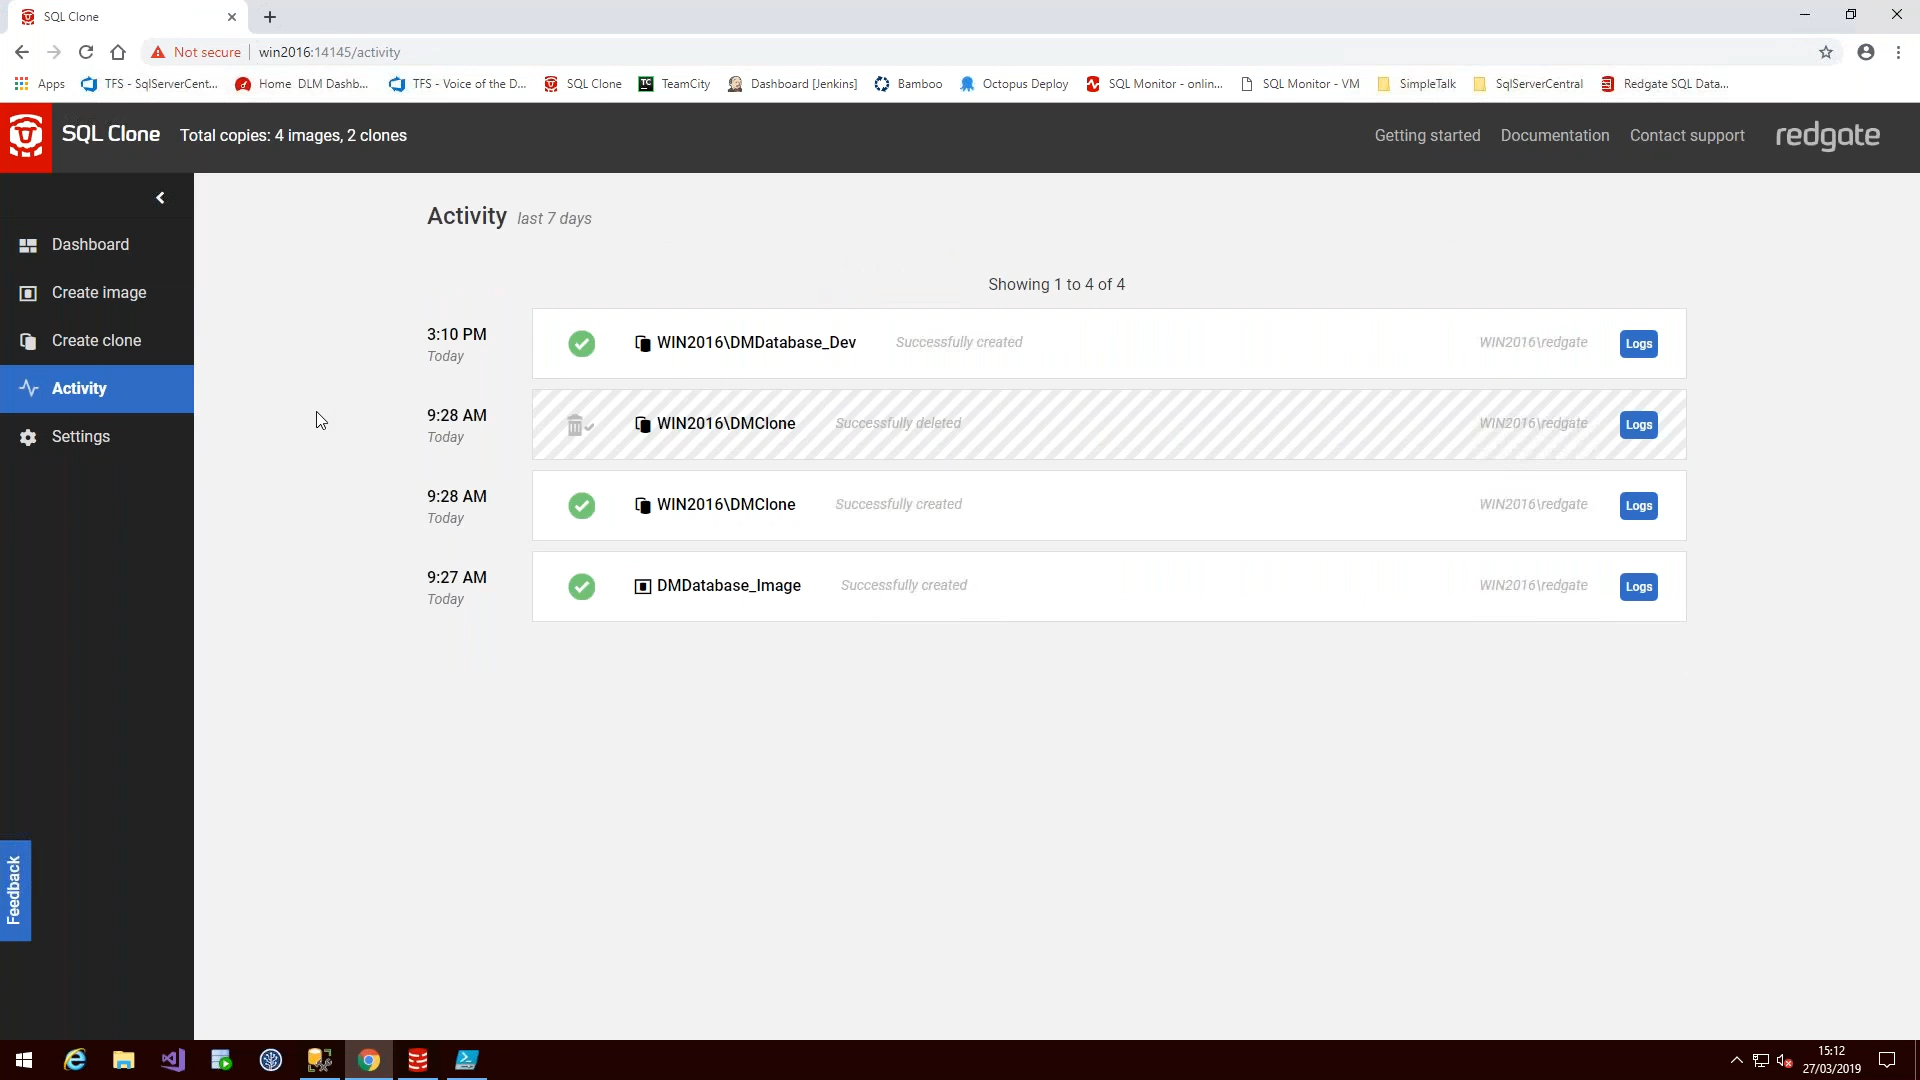 SQL Clone
Not secure
win2016:14145/activity
Apps
TFS - SqlServerCent...
Home DLM Dashb...
TFS - Voice of the D...
SQL Clone
TC
TeamCity
Dashboard [Jenkins]
Bamboo
Octopus Deploy
SQL Monitor - onlin...
SQL Monitor - VM
SimpleTalk
SqlServerCentral
Redgate SQL Data...
SQL Clone
Total copies: 4 images, 2 clones
Getting started
Documentation
Contact support
redgate
Dashboard
Create image
Create clone
Activity
Settings
Feedback
Activity last 7 days
Showing 1 to 4 of 4
3:10 PM
Today
WIN2016\DMDatabase_Dev
Successfully created
WIN2016\redgate
Logs
9:28 AM
Today
WIN2016\DMClone
Successfully deleted
WIN2016\redgate
Logs
9:28 AM
Today
WIN2016\DMClone
Successfully created
WIN2016\redgate
Logs
9:27 AM
Today
DMDatabase_Image
Successfully created
WIN2016\redgate
Logs
15:12
27/03/2019